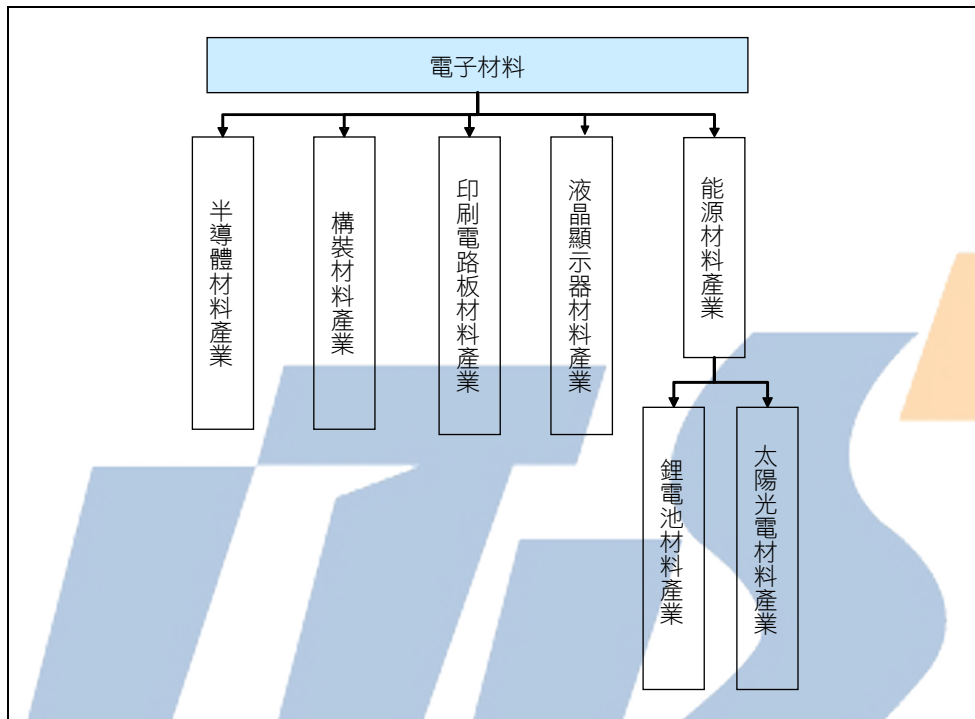 電子材料
半導體材料產業
構裝材料產業
印刷電路板材料產業
液晶顯示器材料產業
能源材料產業
鋰電池材料產業
太陽光電材料產業
ITIS